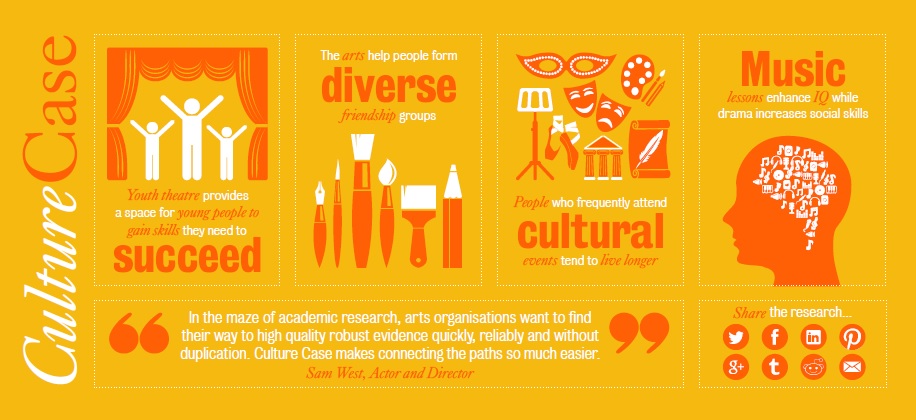 Culture Case
Youth theatre provides
a space for young people to
gain skills they need to
succeed
The arts help people form
diverse
friendship groups
People who frequently attend
cultural
events tend to live longer
Music
lessons enhance IQ while
drama increases social skills
“ In the maze of academic research, arts organisations want to find
their way to high quality robust evidence quickly, reliably and without
duplication. Culture Case makes connecting the paths so much easier. ”
Sam West, Actor and Director
Share the research...
f in P
g+ t